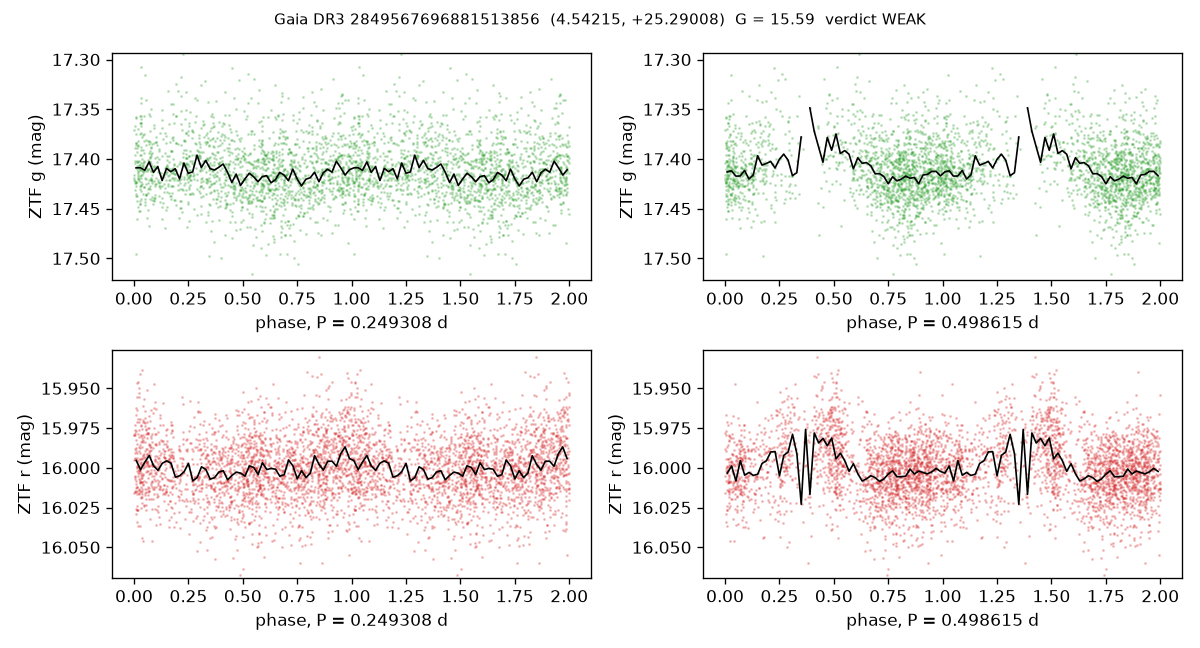 Gaia DR3 2849567696881513856 (4.54215, +25.29008) G = 15.59 verdict WEAK
ZTF g (mag)
17.30
17.35
17.40
17.45
17.50
0.00 0.25 0.50 0.75 1.00 1.25 1.50 1.75 2.00
phase, P = 0.249308 d
ZTF g (mag)
17.30
17.35
17.40
17.45
17.50
0.00 0.25 0.50 0.75 1.00 1.25 1.50 1.75 2.00
phase, P = 0.498615 d
ZTF r (mag)
15.950
15.975
16.000
16.025
16.050
0.00 0.25 0.50 0.75 1.00 1.25 1.50 1.75 2.00
phase, P = 0.249308 d
ZTF r (mag)
15.950
15.975
16.000
16.025
16.050
0.00 0.25 0.50 0.75 1.00 1.25 1.50 1.75 2.00
phase, P = 0.498615 d